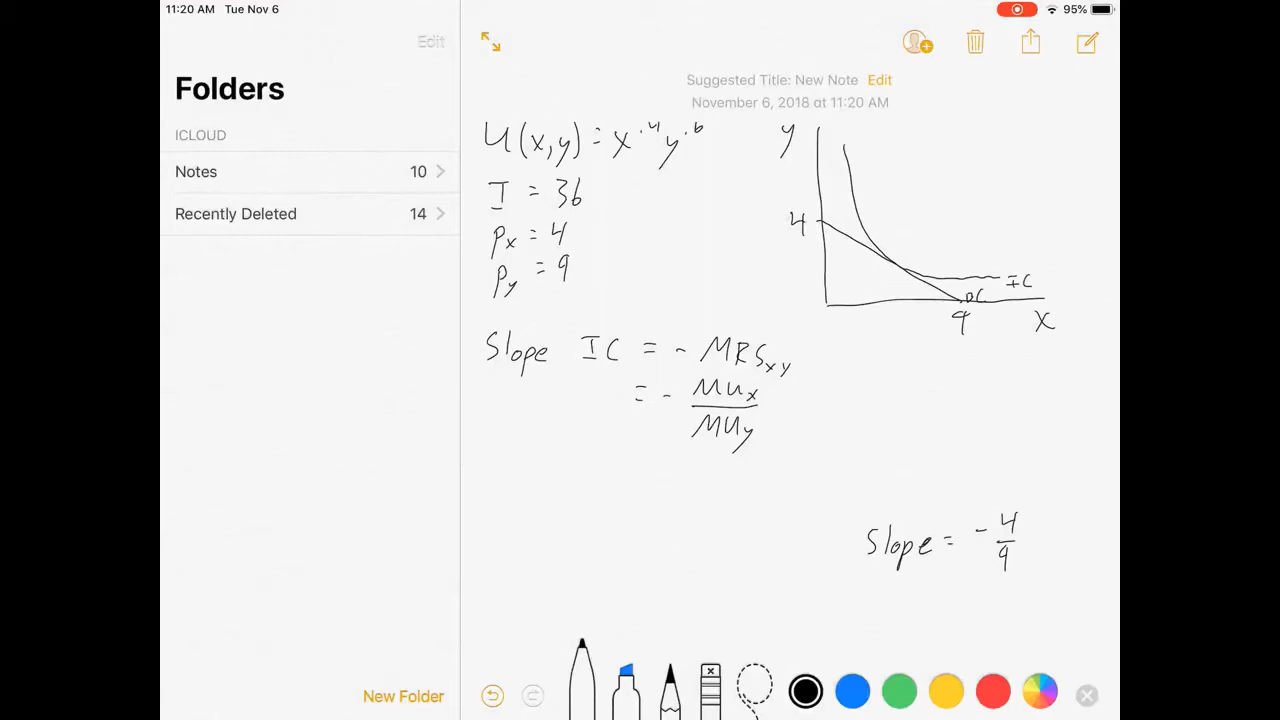 11:20 AM Tue Nov 6
95%
Edit
Folders
ICLOUD
Notes 10
Recently Deleted 14
New Folder
Suggested Title: New Note Edit
November 6, 2018 at 11:20 AM
U(x,y) = x^.4 y^.6
I = 36
Px = 4
Py = 9
y
4
IC
BC
9
x
Slope IC = - MRSxy
= - MUx
MUy
Slope = - 4
9